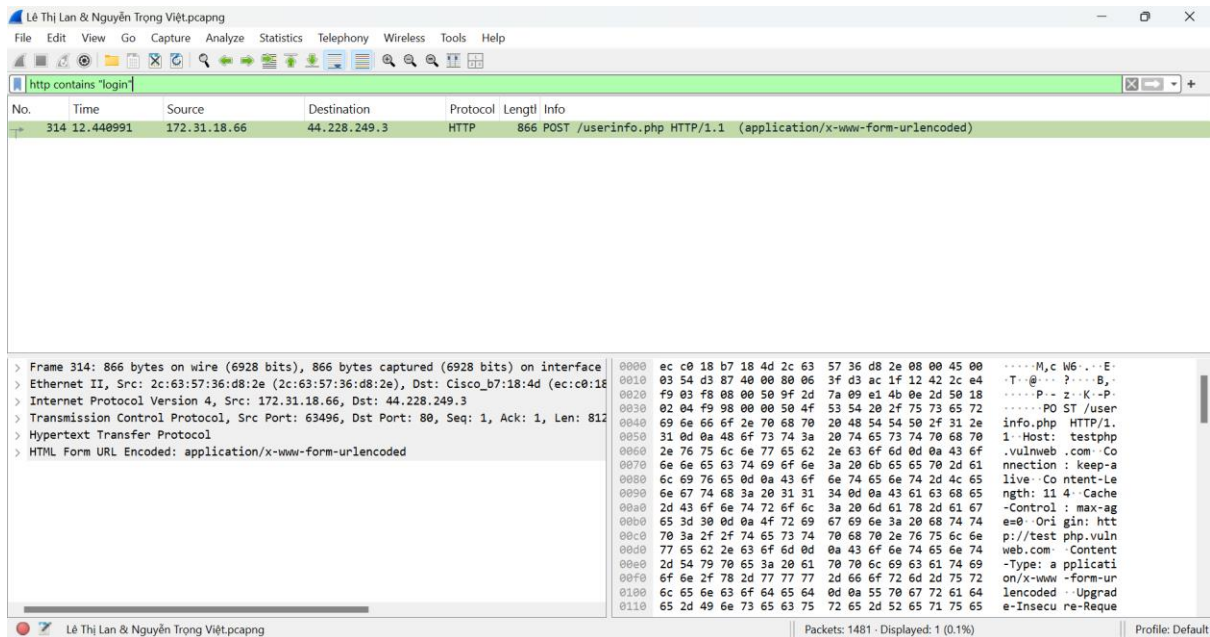 Lê Thị Lan & Nguyễn Trọng Việt.pcapng
File Edit View Go Capture Analyze Statistics Telephony Wireless Tools Help
http contains "login"
No. Time Source Destination Protocol Lengtl Info
314 12.440991 172.31.18.66 44.228.249.3 HTTP 866 POST /userinfo.php HTTP/1.1 (application/x-www-form-urlencoded)
> Frame 314: 866 bytes on wire (6928 bits), 866 bytes captured (6928 bits) on interface
> Ethernet II, Src: 2c:63:57:36:d8:2e (2c:63:57:36:d8:2e), Dst: Cisco_b7:18:4d (ec:c0:18
> Internet Protocol Version 4, Src: 172.31.18.66, Dst: 44.228.249.3
> Transmission Control Protocol, Src Port: 63496, Dst Port: 80, Seq: 1, Ack: 1, Len: 812
> Hypertext Transfer Protocol
> HTML Form URL Encoded: application/x-www-form-urlencoded
0000 ec c0 18 b7 18 4d 2c 63 57 36 d8 2e 08 00 45 00 ·····M,c W6·.··E·
0010 03 54 d3 87 40 00 80 06 3f d3 ac 1f 12 42 2c e4 ·T··@··· ?····B,·
0020 f9 03 f8 08 00 50 9f 2d 7a 09 e1 4b 0e 2d 50 18 ·····P·- z··K·-P·
0030 02 04 f9 98 00 00 50 4f 53 54 20 2f 75 73 65 72 ······PO ST /user
0040 69 6e 66 6f 2e 70 68 70 20 48 54 54 50 2f 31 2e info.php HTTP/1.
0050 31 0d 0a 48 6f 73 74 3a 20 74 65 73 74 70 68 70 1··Host: testphp
0060 2e 76 75 6c 6e 77 65 62 2e 63 6f 6d 0d 0a 43 6f .vulnweb .com··Co
0070 6e 6e 65 63 74 69 6f 6e 3a 20 6b 65 65 70 2d 61 nnection : keep-a
0080 6c 69 76 65 0d 0a 43 6f 6e 74 65 6e 74 2d 4c 65 live··Co ntent-Le
0090 6e 67 74 68 3a 20 31 31 34 0d 0a 43 61 63 68 65 ngth: 11 4··Cache
00a0 2d 43 6f 6e 74 72 6f 6c 3a 20 6d 61 78 2d 61 67 -Control : max-ag
00b0 65 3d 30 0d 0a 4f 72 69 67 69 6e 3a 20 68 74 74 e=0··Ori gin: htt
00c0 70 3a 2f 2f 74 65 73 74 70 68 70 2e 76 75 6c 6e p://test php.vuln
00d0 77 65 62 2e 63 6f 6d 0d 0a 43 6f 6e 74 65 6e 74 web.com· ·Content
00e0 2d 54 79 70 65 3a 20 61 70 70 6c 69 63 61 74 69 -Type: a pplicati
00f0 6f 6e 2f 78 2d 77 77 77 2d 66 6f 72 6d 2d 75 72 on/x-www -form-ur
0100 6c 65 6e 63 6f 64 65 64 0d 0a 55 70 67 72 61 64 lencoded ··Upgrad
0110 65 2d 49 6e 73 65 63 75 72 65 2d 52 65 71 75 65 e-Insecu re-Reque
Lê Thị Lan & Nguyễn Trọng Việt.pcapng Packets: 1481 · Displayed: 1 (0.1%) Profile: Default